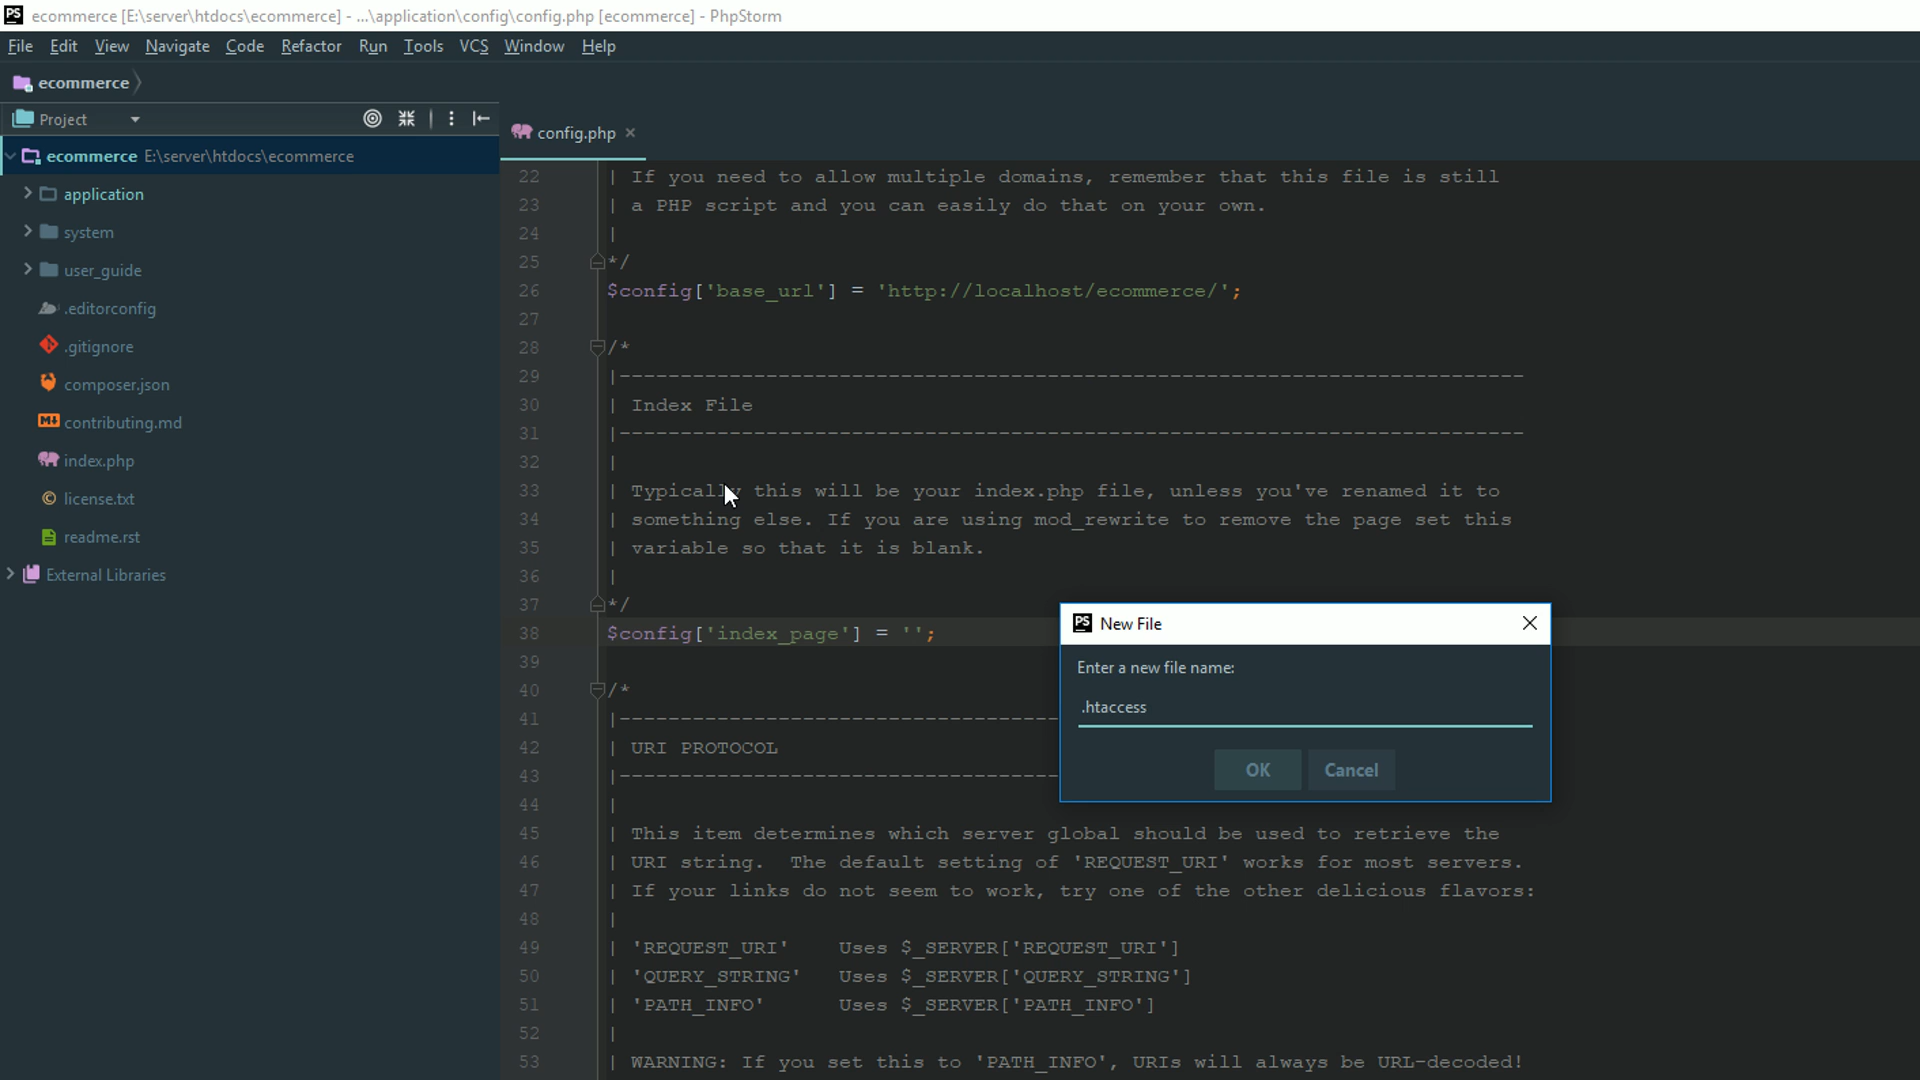 PS ecommerce [E:\server\htdocs\ecommerce] - ...\application\config\config.php [ecommerce] - PhpStorm
File Edit View Navigate Code Refactor Run Tools VCS Window Help
ecommerce
Project
ecommerce E:\server\htdocs\ecommerce
application
system
user_guide
.editorconfig
.gitignore
composer.json
M↓ contributing.md
index.php
© license.txt
readme.rst
External Libraries
config.php ×
22 | If you need to allow multiple domains, remember that this file is still
23 | a PHP script and you can easily do that on your own.
24 |
25 */
26 $config['base_url'] = 'http://localhost/ecommerce/';
27
28 /*
29 |--------------------------------------------------------------------------
30 | Index File
31 |--------------------------------------------------------------------------
32 |
33 | Typically this will be your index.php file, unless you've renamed it to
34 | something else. If you are using mod_rewrite to remove the page set this
35 | variable so that it is blank.
36 |
37 */
38 $config['index_page'] = '';
39
40 /*
41 |------------------------------------
42 | URI PROTOCOL
43 |------------------------------------
44 |
45 | This item determines which server global should be used to retrieve the
46 | URI string.  The default setting of 'REQUEST_URI' works for most servers.
47 | If your links do not seem to work, try one of the other delicious flavors:
48 |
49 | 'REQUEST_URI'    Uses $_SERVER['REQUEST_URI']
50 | 'QUERY_STRING'   Uses $_SERVER['QUERY_STRING']
51 | 'PATH_INFO'      Uses $_SERVER['PATH_INFO']
52 |
53 | WARNING: If you set this to 'PATH_INFO', URIs will always be URL-decoded!
PS New File
Enter a new file name:
.htaccess
OK Cancel